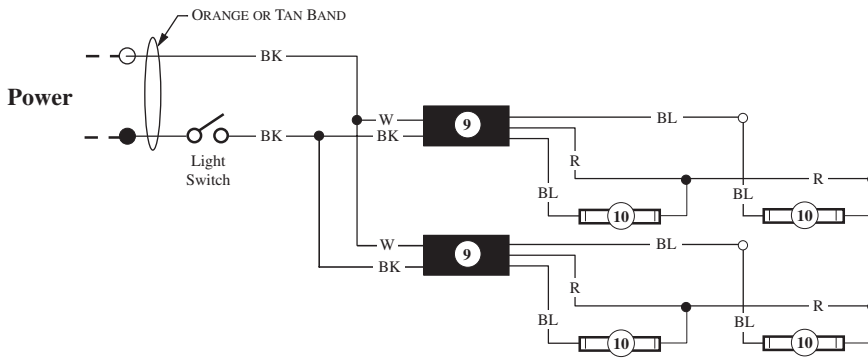 ORANGE OR TAN BAND
BK
Power
W
BL
9
BK
BK
R
Light
Switch
BL
R
BL
10
10
W
BL
9
BK
R
R
BL
BL
10
10